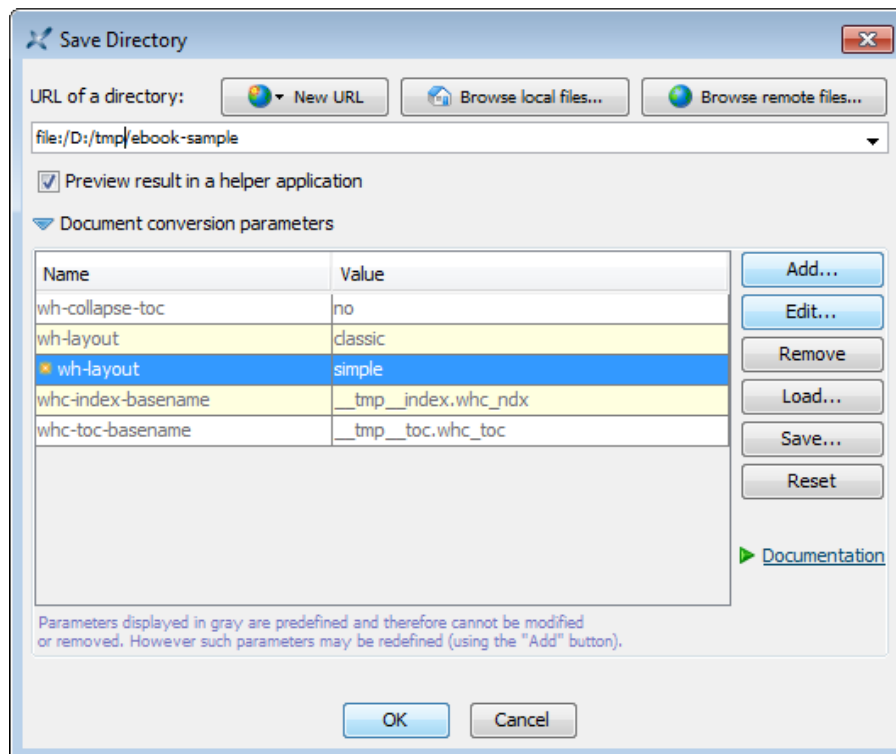 Save Directory
URL of a directory: New URL Browse local files... Browse remote files...
file:/D:/tmp/ebook-sample
Preview result in a helper application
Document conversion parameters
Name Value Add...
wh-collapse-toc no
wh-layout classic Edit...
wh-layout simple Remove
whc-index-basename __tmp__index.whc_ndx Load...
whc-toc-basename __tmp__toc.whc_toc Save...
Reset
Documentation
Parameters displayed in gray are predefined and therefore cannot be modified
or removed. However such parameters may be redefined (using the "Add" button).
OK Cancel